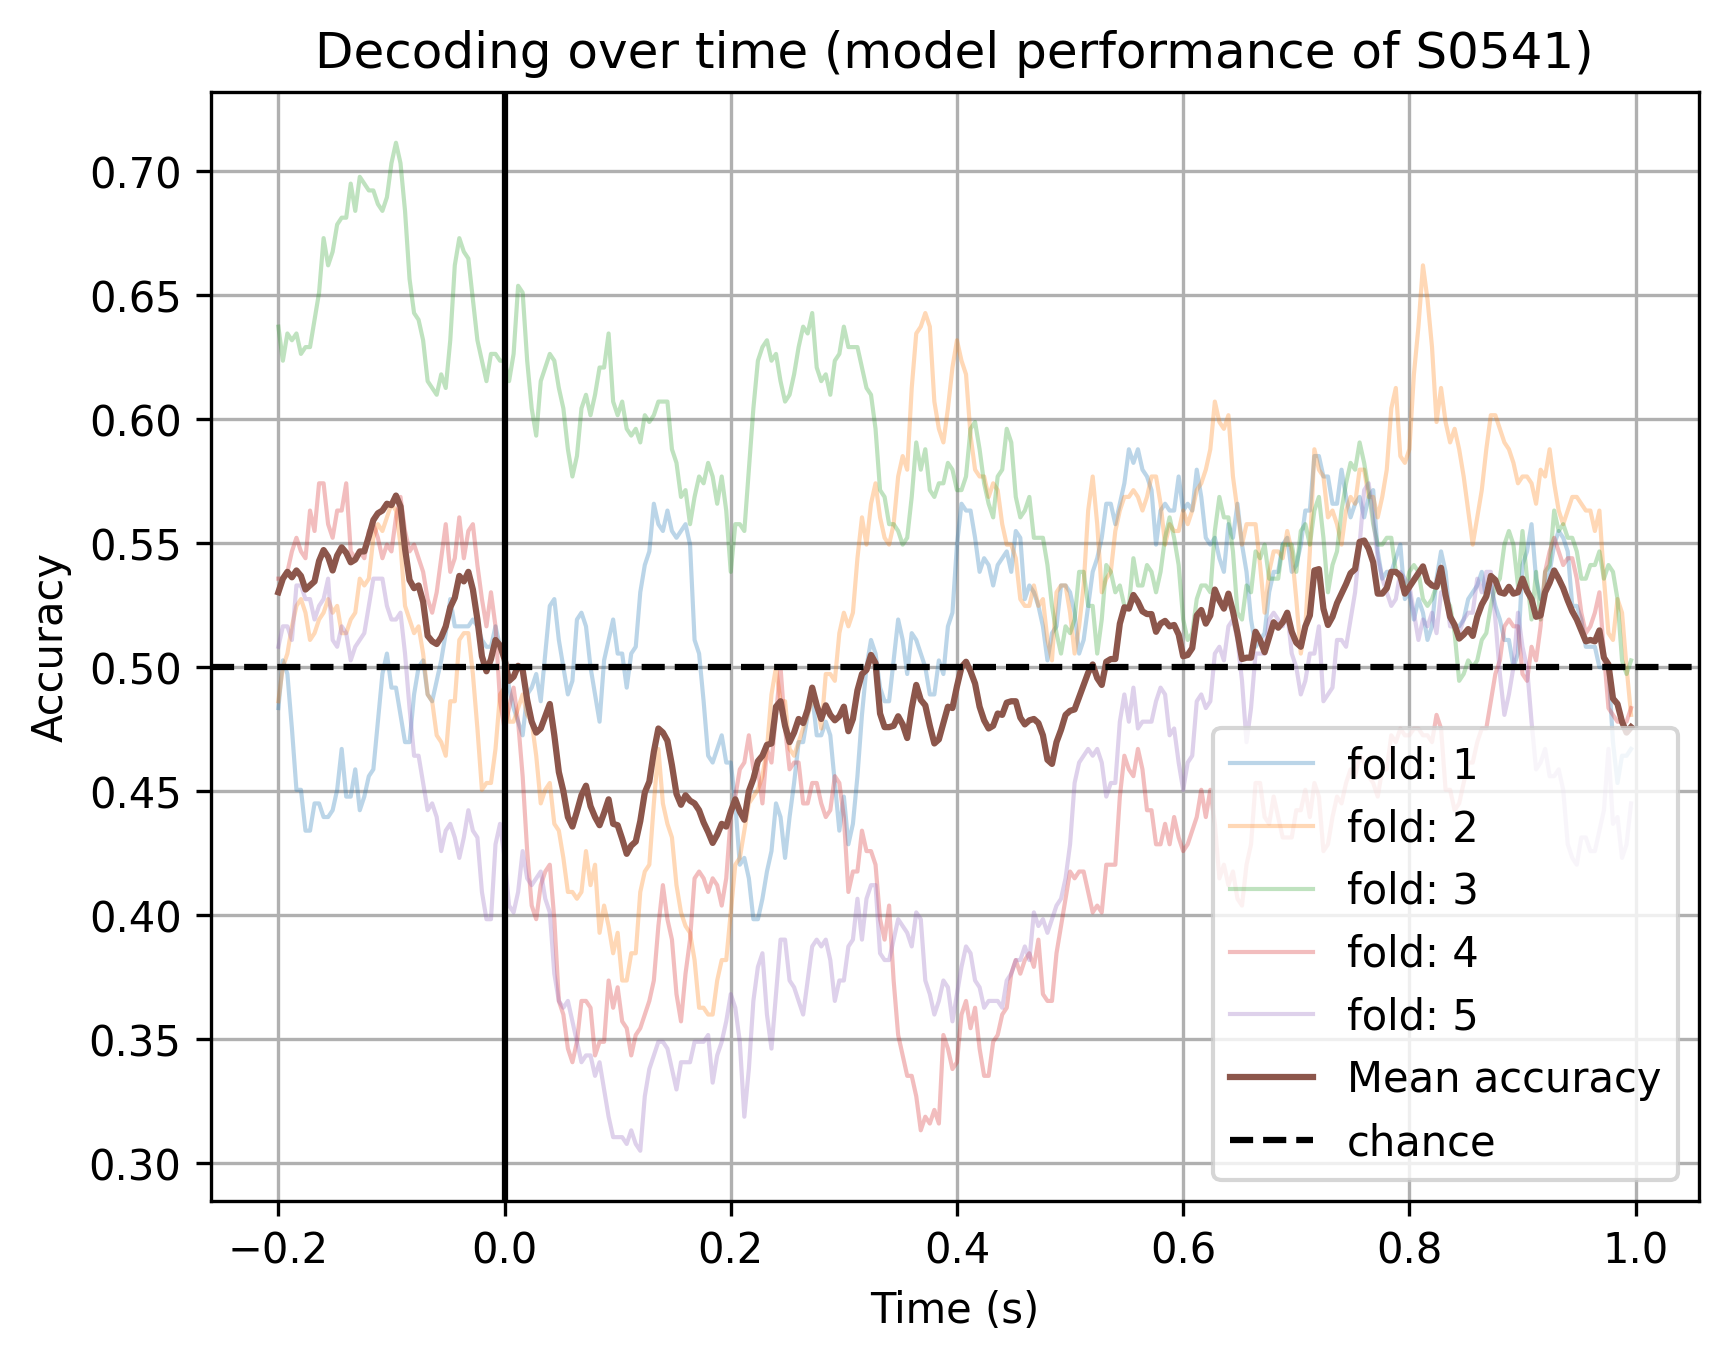 Decoding over time (model performance of S0541)
Accuracy
0.70
0.65
0.60
0.55
0.50
0.45
0.40
0.35
0.30
fold: 1
fold: 2
fold: 3
fold: 4
fold: 5
Mean accuracy
chance
−0.2
0.0
0.2
0.4
0.6
0.8
1.0
Time (s)